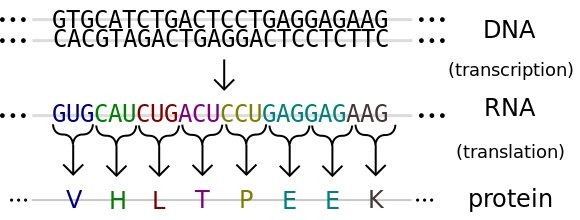 ... GTGCATCTGACTCCTGAGGAGAAG ... DNA
... CACGTAGACTGAGGACTCCTCTTC ...
(transcription)
... GUGCAUCUGACUCCUGAGGAGAAG ... RNA
(translation)
... V H L T P E E K ... protein